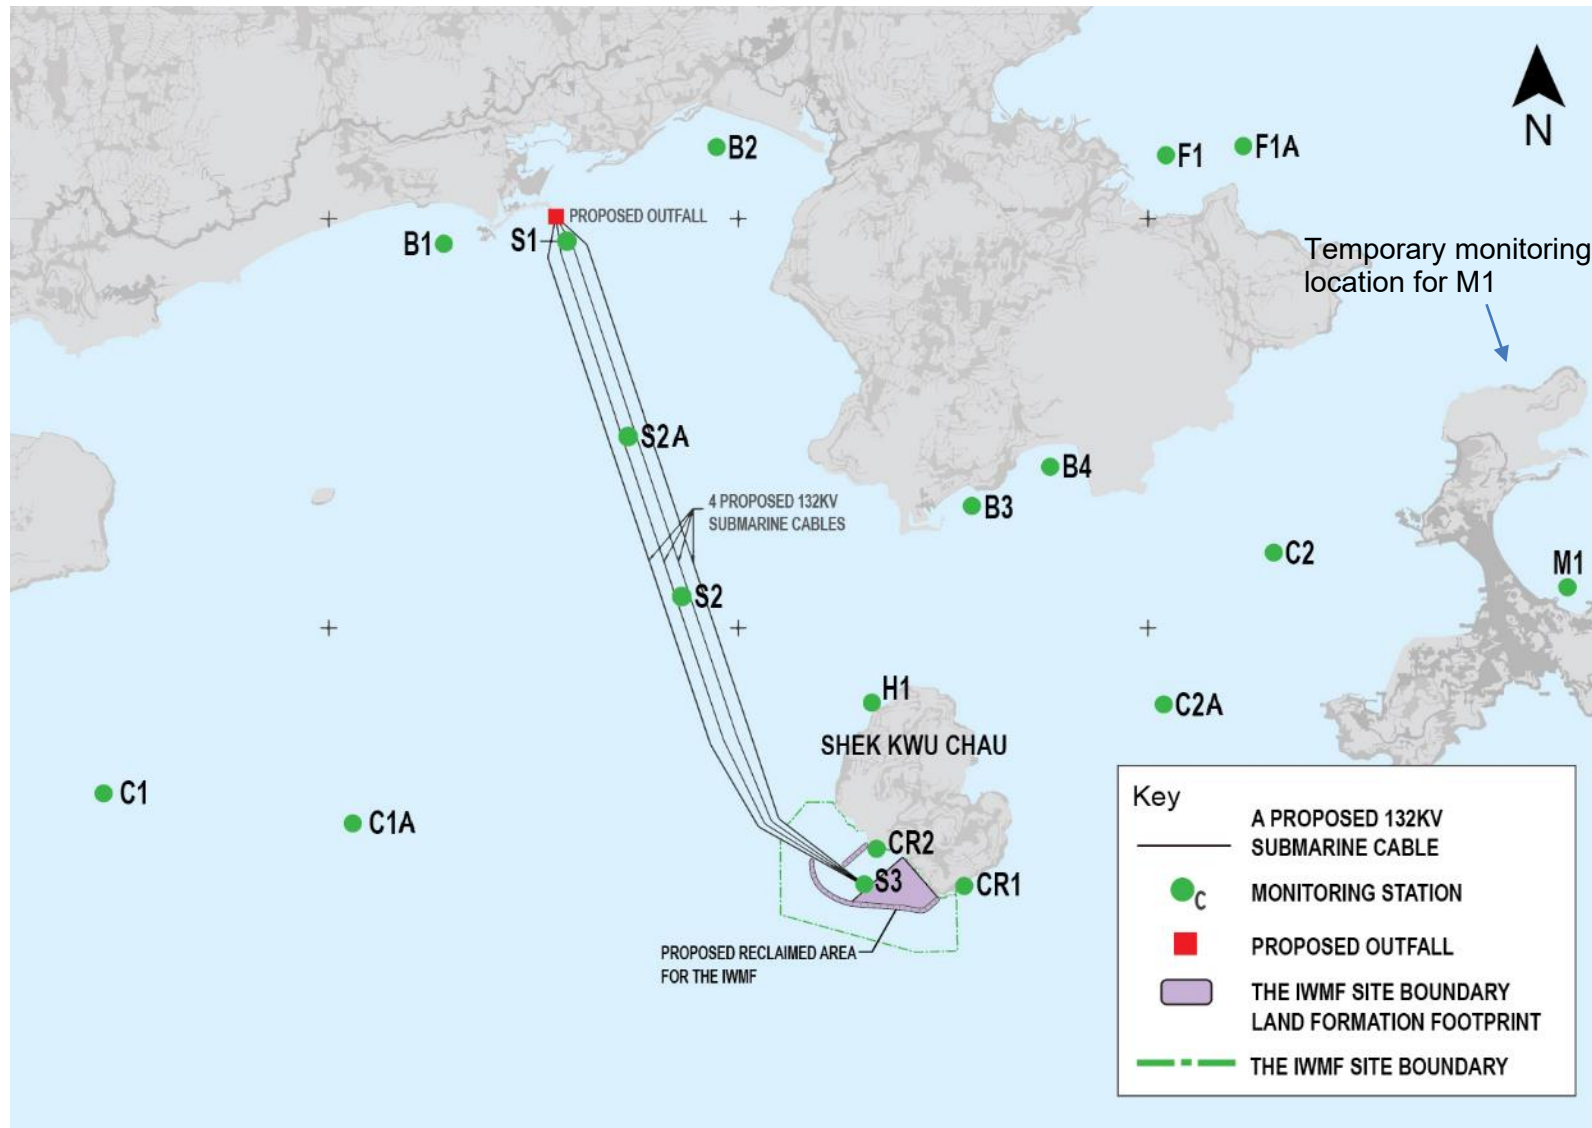 N
B2
F1
F1A
PROPOSED OUTFALL
B1
S1
Temporary monitoring
location for M1
S2A
B4
4 PROPOSED 132KV
SUBMARINE CABLES
B3
C2
M1
S2
H1
C2A
SHEK KWU CHAU
C1
C1A
CR2
S3
CR1
PROPOSED RECLAIMED AREA
FOR THE IWMF
Key
A PROPOSED 132KV
SUBMARINE CABLE
C
MONITORING STATION
PROPOSED OUTFALL
THE IWMF SITE BOUNDARY
LAND FORMATION FOOTPRINT
THE IWMF SITE BOUNDARY